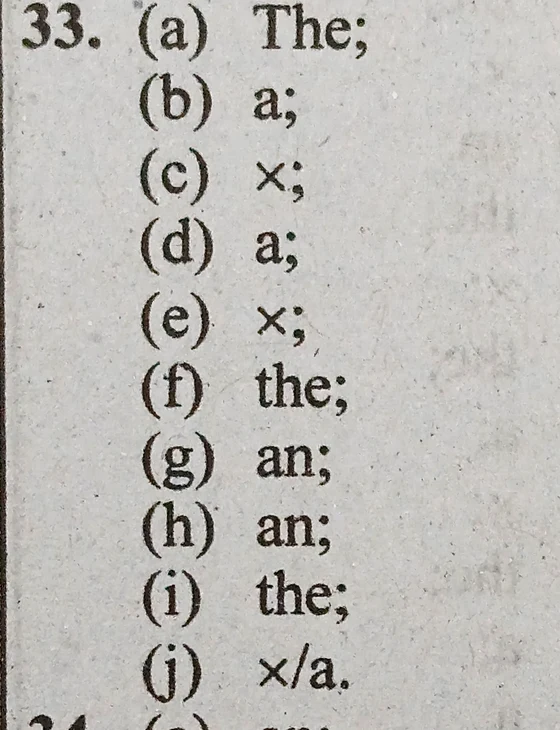 33. (a) The;
(b) a;
(c) ×;
(d) a;
(e) ×;
(f) the;
(g) an;
(h) an;
(i) the;
(j) ×/a.